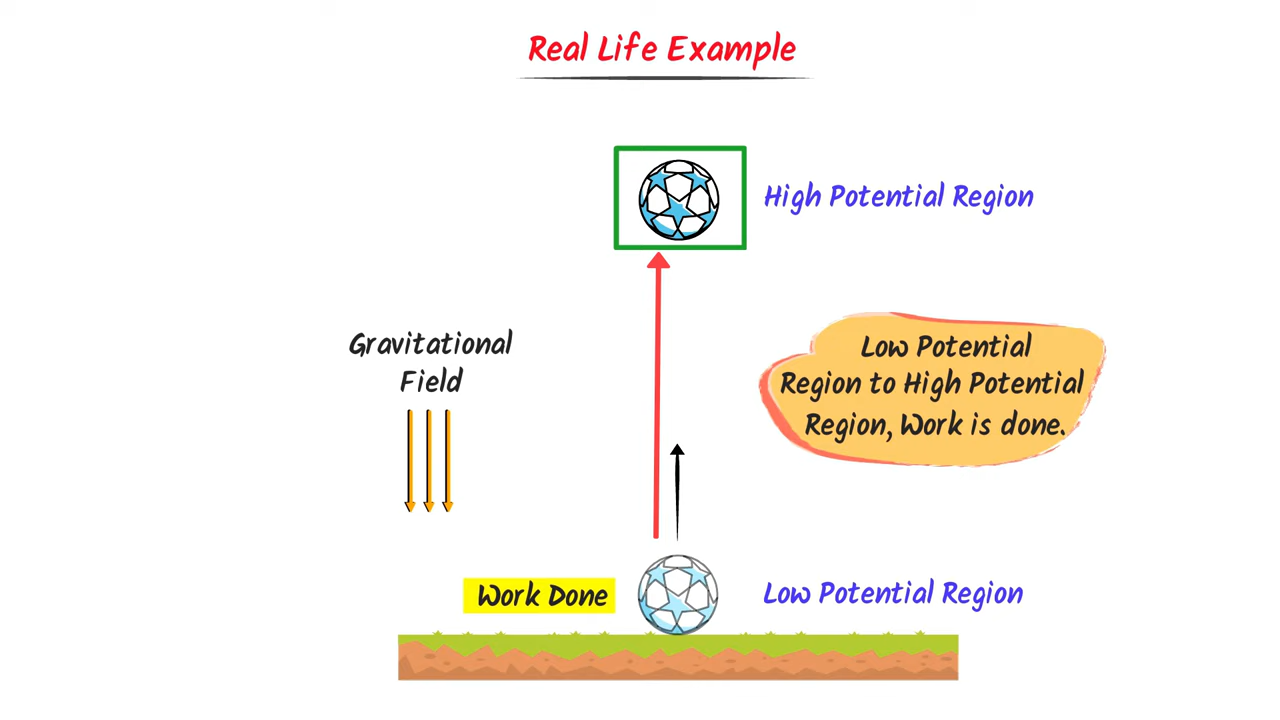 Real Life Example
High Potential Region
Gravitational
Field
Low Potential
Region to High Potential
Region, Work is done.
Work Done
Low Potential Region